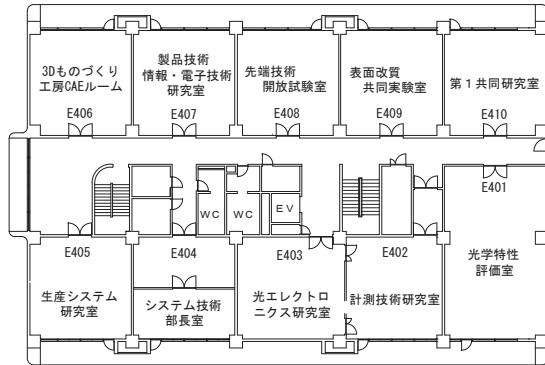 3Dものづくり
工房CAEルーム
E406
製品技術
情報・電子技術
研究室
E407
先端技術
開放試験室
E408
表面改質
共同実験室
E409
第1共同研究室
E410
E401
光学特性
評価室
WC
WC
EV
E405
生産システム
研究室
E404
システム技術
部長室
E403
光エレクトロ
ニクス研究室
E402
計測技術研究室